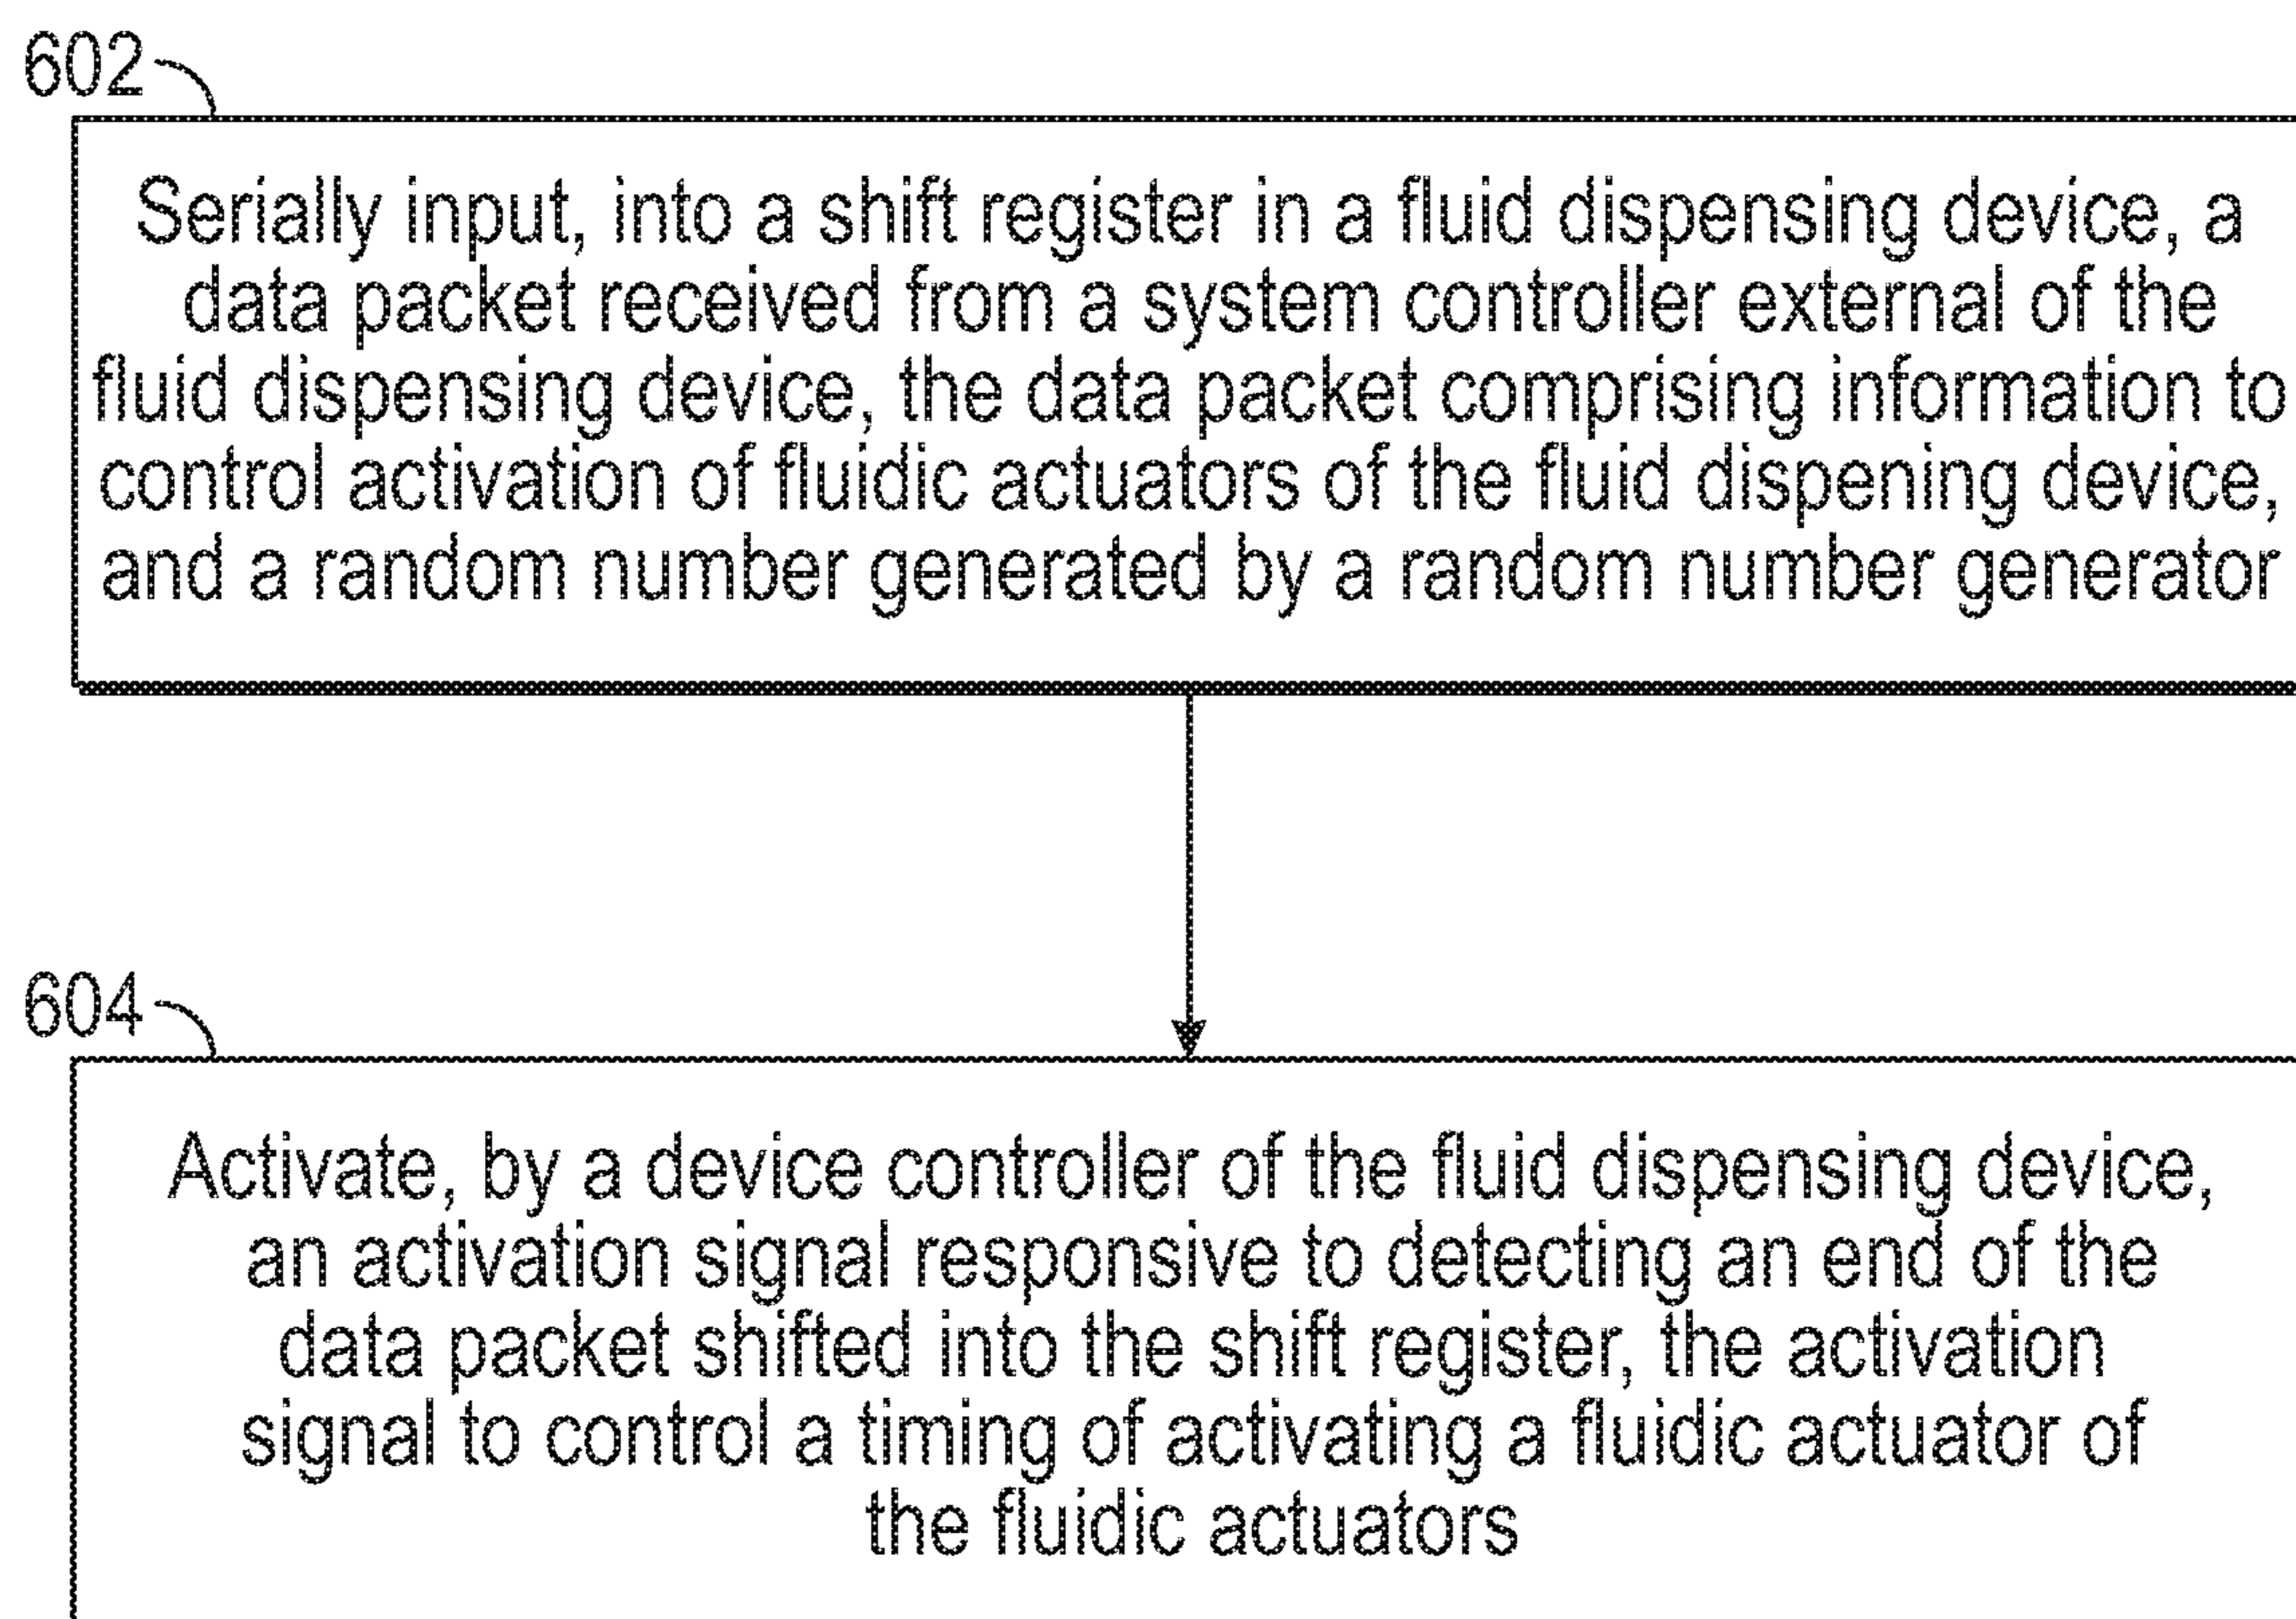 602
Serially input, into a shift register in a fluid dispensing device, a
data packet received from a system controller external of the
fluid dispensing device, the data packet comprising information to
control activation of fluidic actuators of the fluid dispening device,
and a random number generated by a random number generator
604
Activate, by a device controller of the fluid dispensing device,
an activation signal responsive to detecting an end of the
data packet shifted into the shift register, the activation
signal to control a timing of activating a fluidic actuator of
the fluidic actuators